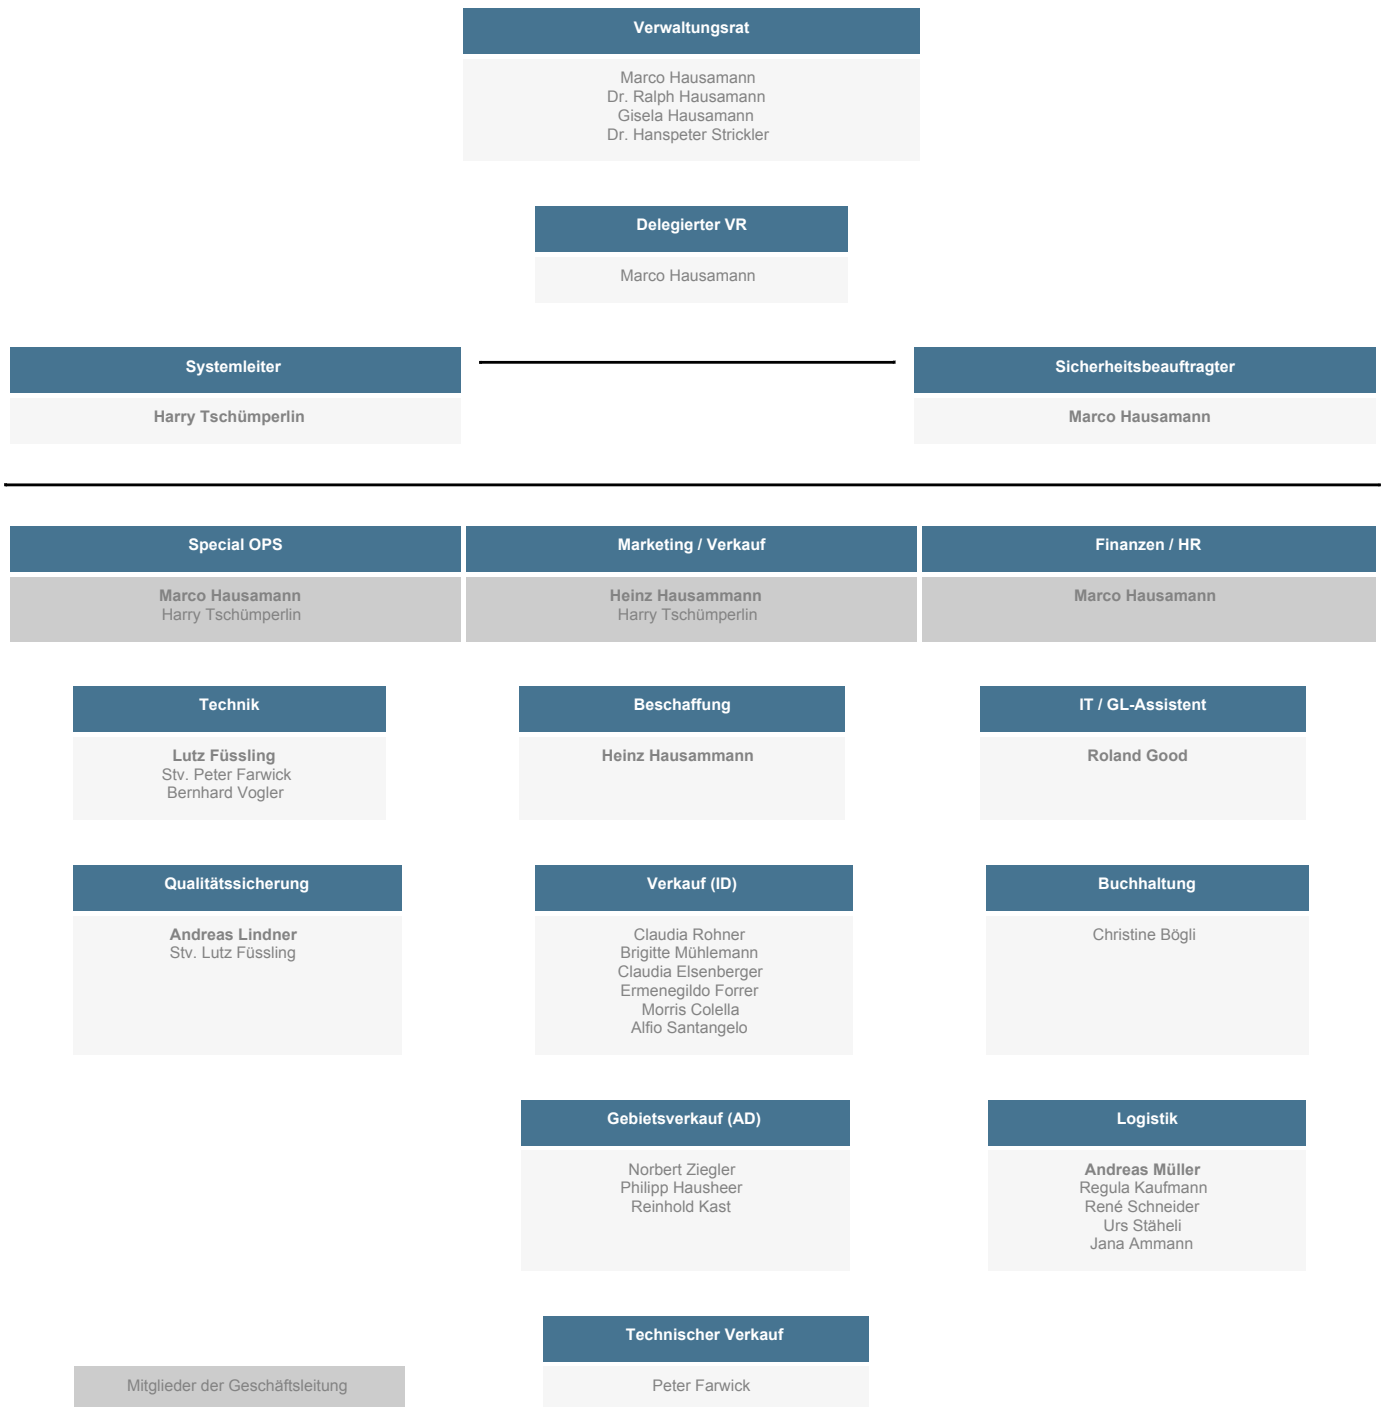 Verwaltungsrat
Marco Hausamann
Dr. Ralph Hausamann
Gisela Hausamann
Dr. Hanspeter Strickler
Delegierter VR
Marco Hausamann
Systemleiter
Harry Tschümperlin
Sicherheitsbeauftragter
Marco Hausamann
Special OPS
Marco Hausamann
Harry Tschümperlin
Marketing / Verkauf
Heinz Hausammann
Harry Tschümperlin
Finanzen / HR
Marco Hausamann
Technik
Lutz Füssling
Stv. Peter Farwick
Bernhard Vogler
Beschaffung
Heinz Hausammann
IT / GL-Assistent
Roland Good
Qualitätssicherung
Andreas Lindner
Stv. Lutz Füssling
Verkauf (ID)
Claudia Rohner
Brigitte Mühlemann
Claudia Elsenberger
Ermenegildo Forrer
Morris Colella
Alfio Santangelo
Buchhaltung
Christine Bögli
Gebietsverkauf (AD)
Norbert Ziegler
Philipp Hausheer
Reinhold Kast
Logistik
Andreas Müller
Regula Kaufmann
René Schneider
Urs Stäheli
Jana Ammann
Technischer Verkauf
Peter Farwick
Mitglieder der Geschäftsleitung